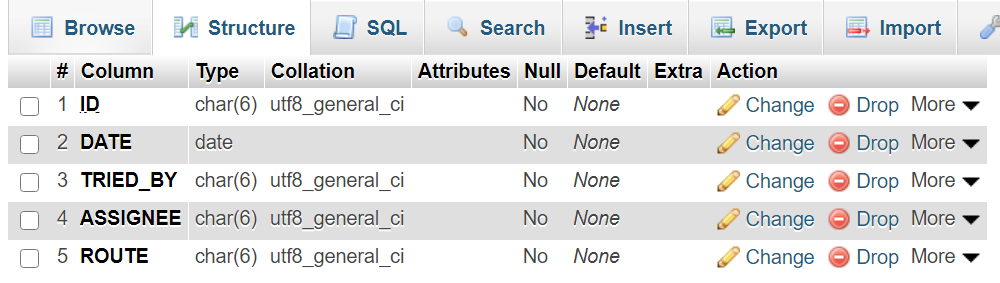 Browse Structure SQL Search Insert Export Import
# Column Type Collation Attributes Null Default Extra Action
1 ID char(6) utf8_general_ci No None Change Drop More
2 DATE date No None Change Drop More
3 TRIED_BY char(6) utf8_general_ci No None Change Drop More
4 ASSIGNEE char(6) utf8_general_ci No None Change Drop More
5 ROUTE char(6) utf8_general_ci No None Change Drop More